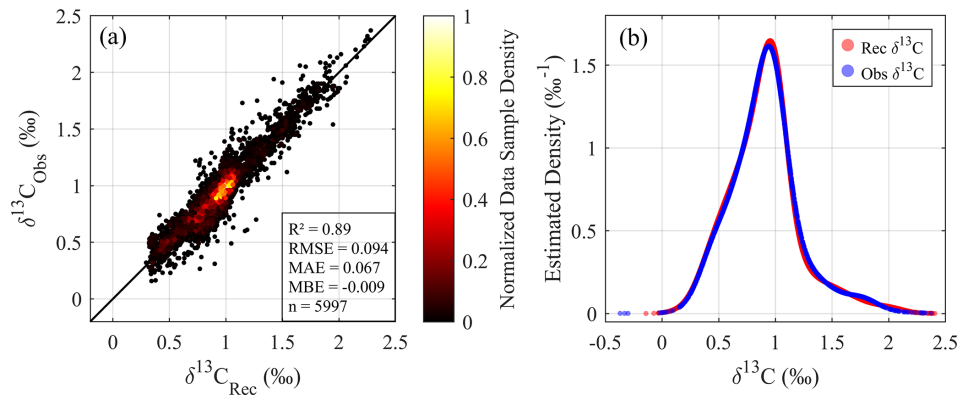 (a)
2.5
2
1.5
1
0.5
0
δ¹³C_Obs (‰)
R² = 0.89
RMSE = 0.094
MAE = 0.067
MBE = -0.009
n = 5997
0 0.5 1 1.5 2 2.5
δ¹³C_Rec (‰)
1
0.8
0.6
0.4
0.2
0
Normalized Data Sample Density
(b)
Rec δ¹³C
Obs δ¹³C
1.5
1
0.5
0
Estimated Density (‰⁻¹)
-0.5 0 0.5 1 1.5 2 2.5
δ¹³C (‰)